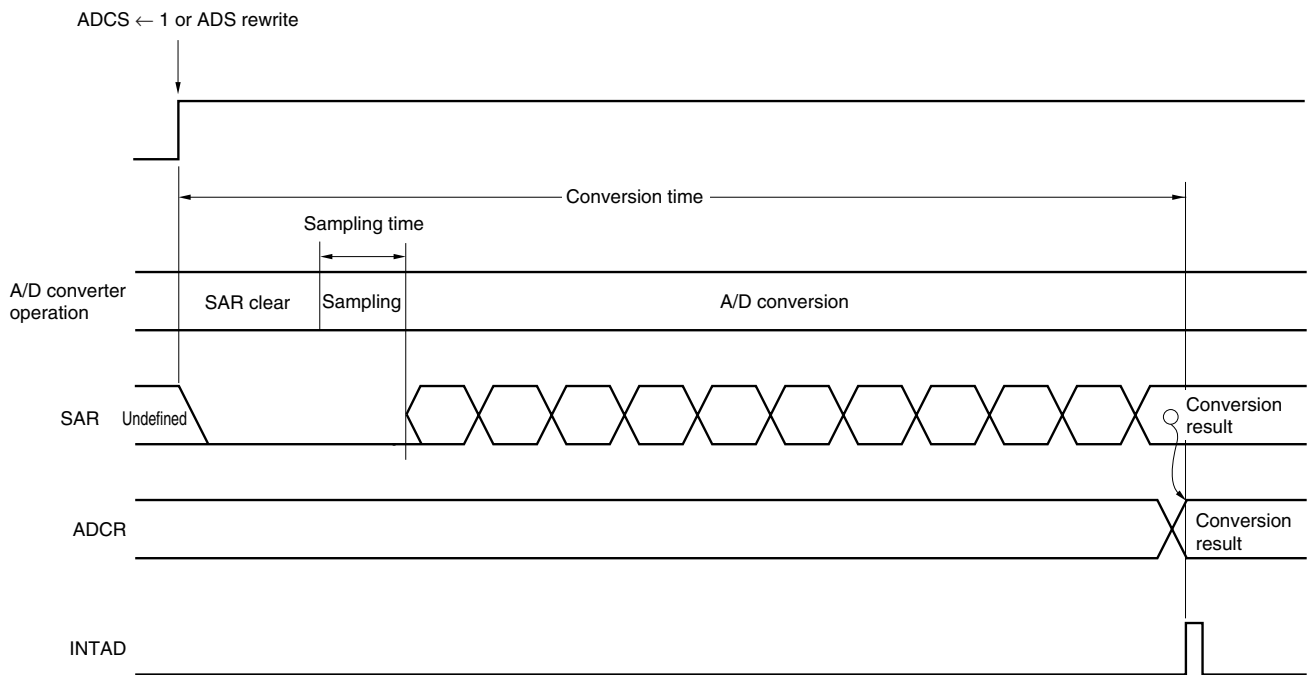 ADCS ← 1 or ADS rewrite
Conversion time
Sampling time
A/D converter
operation
SAR clear
Sampling
A/D conversion
SAR
Undefined
Conversion
result
ADCR
Conversion
result
INTAD